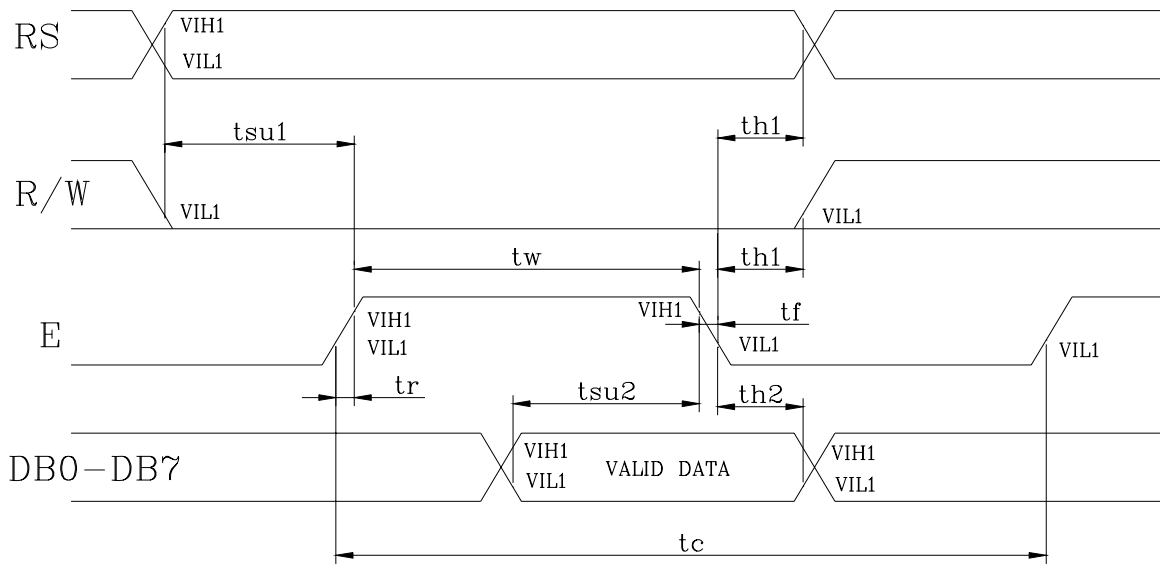 RS
VIH1
VIL1
tsu1
th1
R/W
VIL1
VIL1
tw
th1
E
VIH1
VIL1
VIH1
tf
VIL1
VIL1
tr
tsu2
th2
DB0-DB7
VIH1
VIL1
VALID DATA
VIH1
VIL1
tc